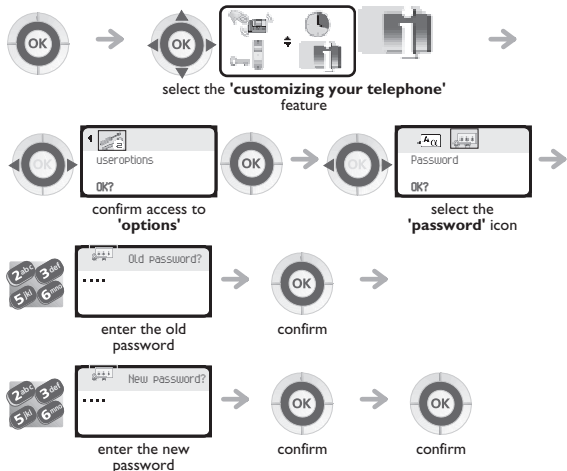 OK
OK
select the 'customizing your telephone'
feature
OK
useroptions
OK?
OK
OK
Password
OK?
confirm access to
'options'
select the
'password' icon
2abc 3def
5jkl 6mno
Old password?
....
OK
enter the old
password
confirm
2abc 3def
5jkl 6mno
New password?
....
OK
OK
enter the new
password
confirm
confirm